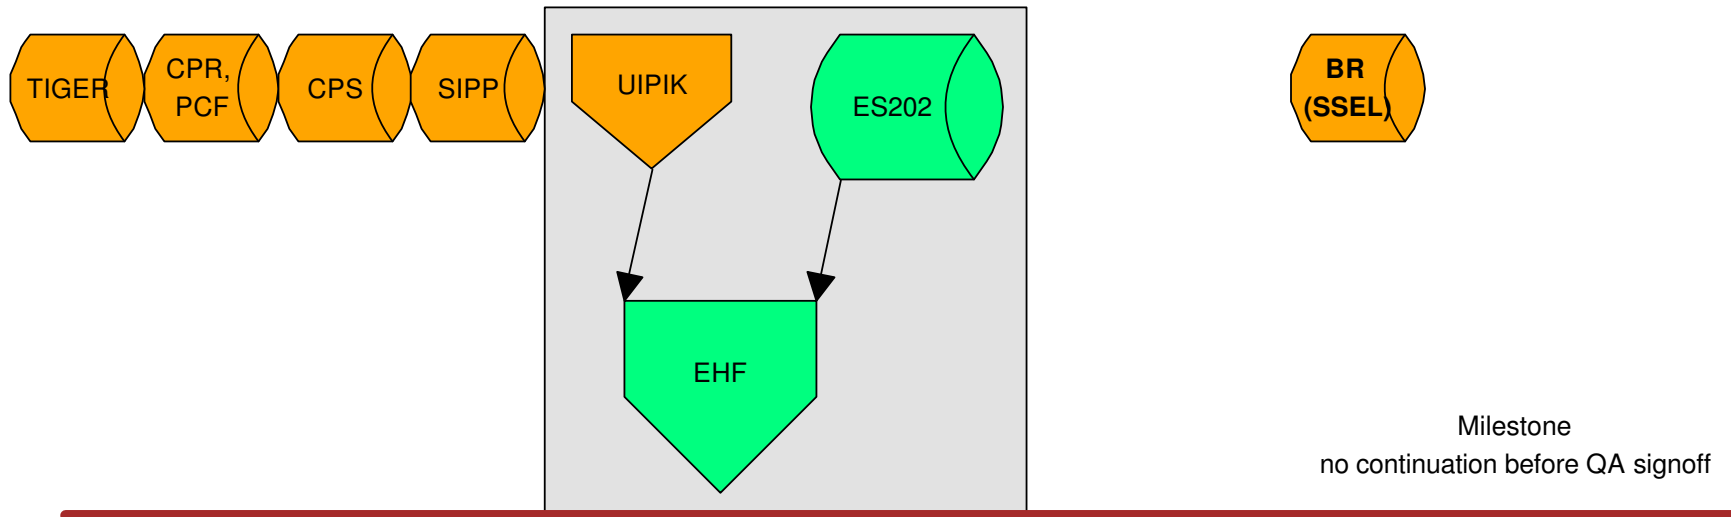 TIGER
CPR,
PCF
CPS
SIPP
UIPIK
ES202
BR
(SSEL)
EHF
Milestone
no continuation before QA signoff